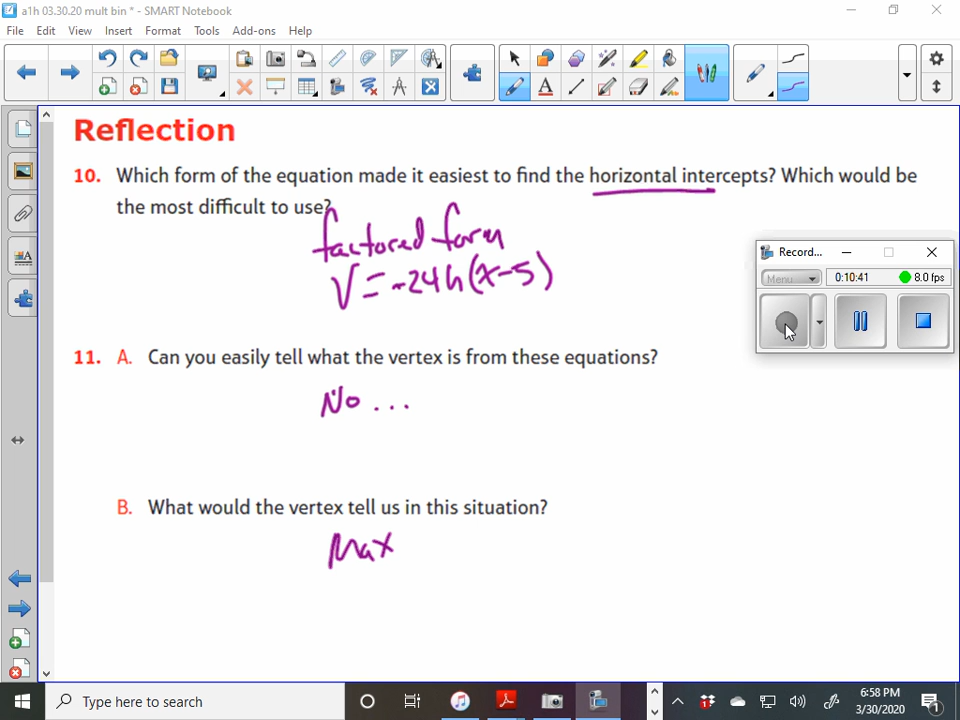 a1h 03.30.20 mult bin * - SMART Notebook
File Edit View Insert Format Tools Add-ons Help
Reflection
10. Which form of the equation made it easiest to find the horizontal intercepts? Which would be
the most difficult to use?
factored form
V = -24h(x-5)
Record...
Menu
0:10:41
8.0 fps
11. A. Can you easily tell what the vertex is from these equations?
No ...
B. What would the vertex tell us in this situation?
Max
Type here to search
6:58 PM
3/30/2020